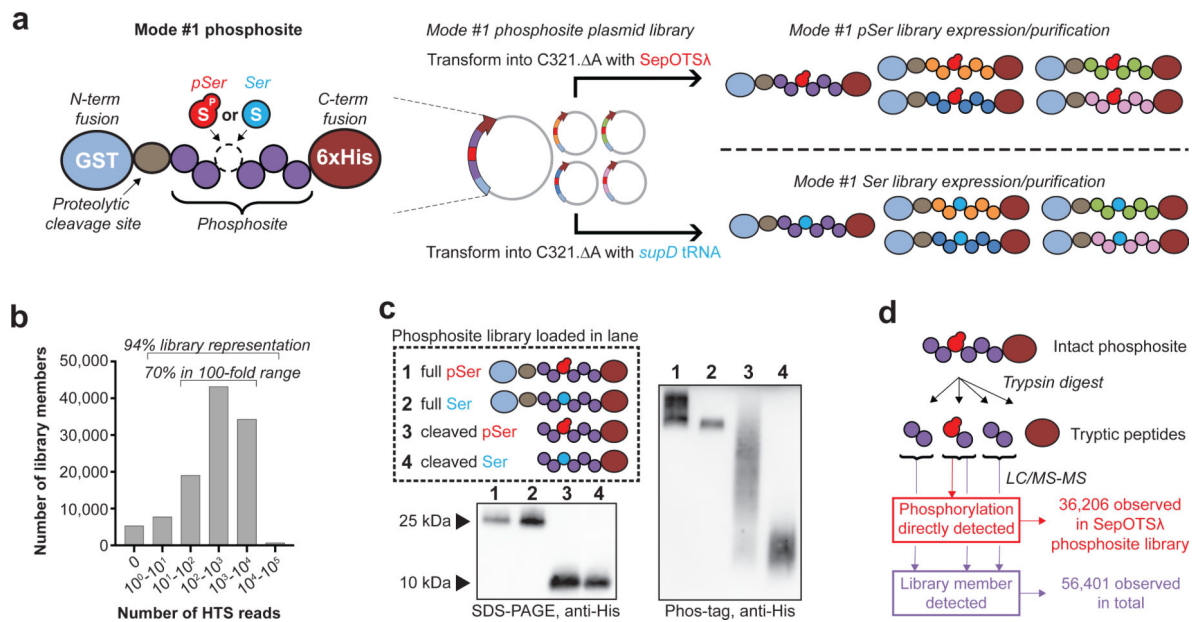 a
Mode #1 phosphosite
pSer
Ser
S
P
or
S
N-term
fusion
C-term
fusion
GST
6xHis
Proteolytic
cleavage site
Phosphosite
Mode #1 phosphosite plasmid library
Transform into C321.ΔA with SepOTSλ
Transform into C321.ΔA with supD tRNA
Mode #1 pSer library expression/purification
Mode #1 Ser library expression/purification
b
94% library representation
70% in 100-fold range
Number of library members
50,000
40,000
30,000
20,000
10,000
0
0
10⁰-10¹
10¹-10²
10²-10³
10³-10⁴
10⁴-10⁵
Number of HTS reads
c
Phosphosite library loaded in lane
1 full pSer
2 full Ser
3 cleaved pSer
4 cleaved Ser
1 2 3 4
25 kDa
10 kDa
SDS-PAGE, anti-His
1 2 3 4
Phos-tag, anti-His
d
Intact phosphosite
Trypsin digest
Tryptic peptides
LC/MS-MS
Phosphorylation
directly detected
36,206 observed
in SepOTSλ
phosphosite library
Library member
detected
56,401 observed
in total